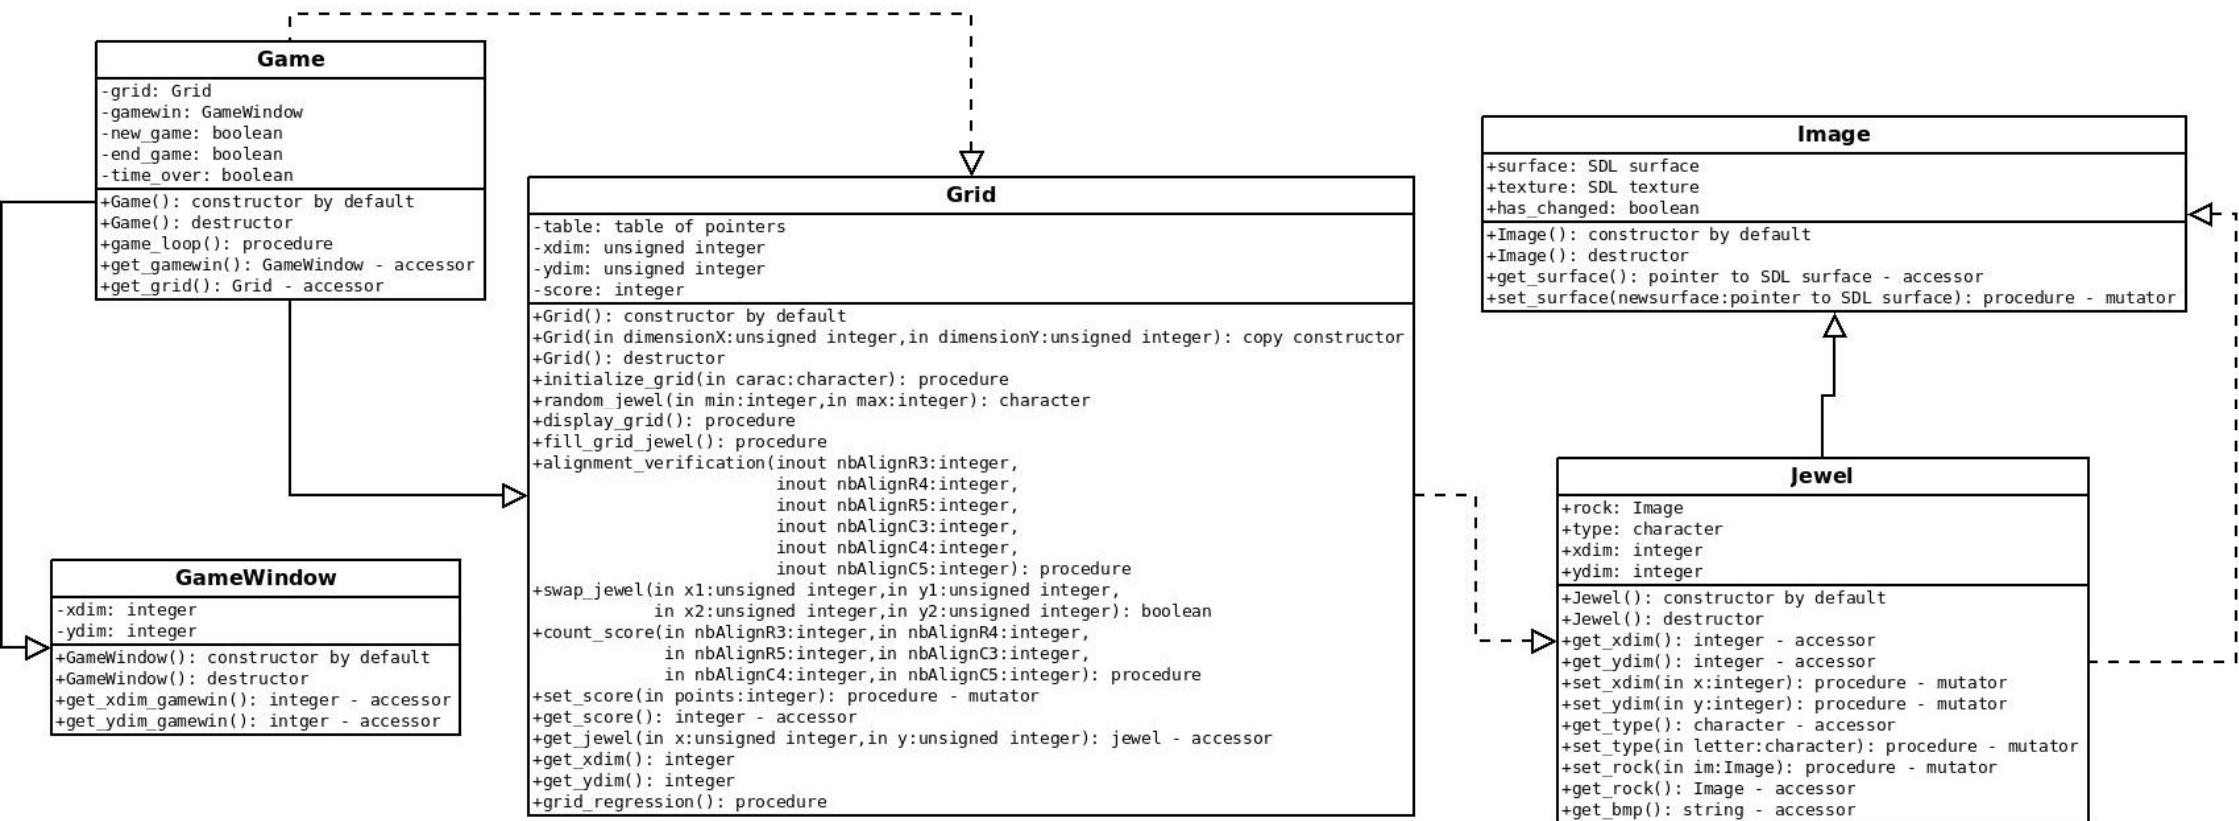 Game
-grid: Grid
-gamewin: GameWindow
-new_game: boolean
-end_game: boolean
-time_over: boolean
+Game(): constructor by default
+Game(): destructor
+game_loop(): procedure
+get_gamewin(): GameWindow - accessor
+get_grid(): Grid - accessor
GameWindow
-xdim: integer
-ydim: integer
+GameWindow(): constructor by default
+GameWindow(): destructor
+get_xdim_gamewin(): integer - accessor
+get_ydim_gamewin(): intger - accessor
Grid
-table: table of pointers
-xdim: unsigned integer
-ydim: unsigned integer
-score: integer
+Grid(): constructor by default
+Grid(in dimensionX:unsigned integer,in dimensionY:unsigned integer): copy constructor
+Grid(): destructor
+initialize_grid(in carac:character): procedure
+random_jewel(in min:integer,in max:integer): character
+display_grid(): procedure
+fill_grid_jewel(): procedure
+alignment_verification(inout nbAlignR3:integer,
inout nbAlignR4:integer,
inout nbAlignR5:integer,
inout nbAlignC3:integer,
inout nbAlignC4:integer,
inout nbAlignC5:integer): procedure
+swap_jewel(in x1:unsigned integer,in y1:unsigned integer,
in x2:unsigned integer,in y2:unsigned integer): boolean
+count_score(in nbAlignR3:integer,in nbAlignR4:integer,
in nbAlignR5:integer,in nbAlignC3:integer,
in nbAlignC4:integer,in nbAlignC5:integer): procedure
+set_score(in points:integer): procedure - mutator
+get_score(): integer - accessor
+get_jewel(in x:unsigned integer,in y:unsigned integer): jewel - accessor
+get_xdim(): integer
+get_ydim(): integer
+grid_regression(): procedure
Image
+surface: SDL surface
+texture: SDL texture
+has_changed: boolean
+Image(): constructor by default
+Image(): destructor
+get_surface(): pointer to SDL surface - accessor
+set_surface(newsurface:pointer to SDL surface): procedure - mutator
Jewel
+rock: Image
+type: character
+xdim: integer
+ydim: integer
+Jewel(): constructor by default
+Jewel(): destructor
+get_xdim(): integer - accessor
+get_ydim(): integer - accessor
+set_xdim(in x:integer): procedure - mutator
+set_ydim(in y:integer): procedure - mutator
+get_type(): character - accessor
+set_type(in letter:character): procedure - mutator
+set_rock(in im:Image): procedure - mutator
+get_rock(): Image - accessor
+get_bmp(): string - accessor